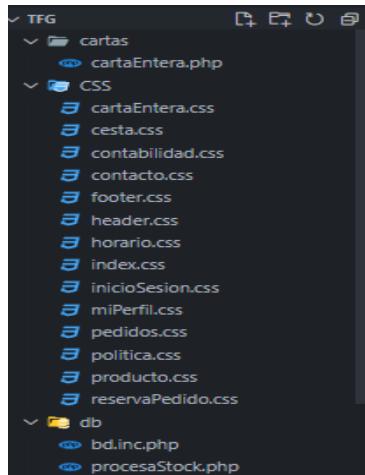 TFG
cartas
cartaEntera.php
CSS
cartaEntera.css
cesta.css
contabilidad.css
contacto.css
footer.css
header.css
horario.css
index.css
inicioSesion.css
miPerfil.css
pedidos.css
politica.css
producto.css
reservaPedido.css
db
bd.inc.php
procesaStock.php